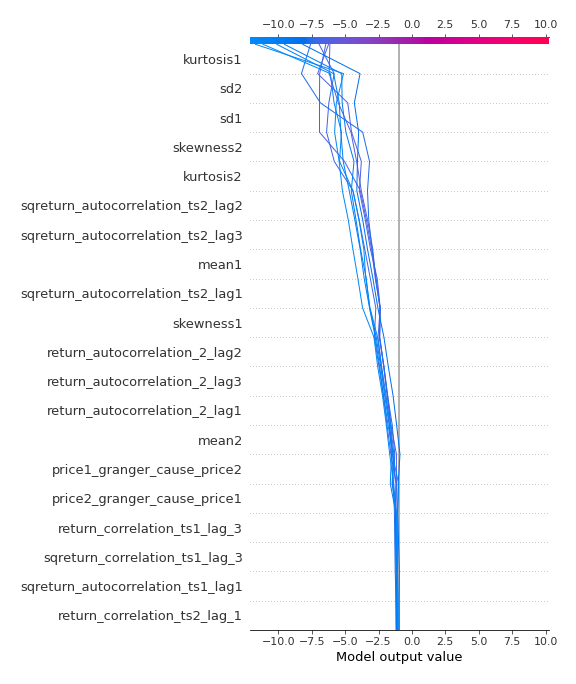 −10.0 −7.5 −5.0 −2.5 0.0 2.5 5.0 7.5 10.0
kurtosis1
sd2
sd1
skewness2
kurtosis2
sqreturn_autocorrelation_ts2_lag2
sqreturn_autocorrelation_ts2_lag3
mean1
sqreturn_autocorrelation_ts2_lag1
skewness1
return_autocorrelation_2_lag2
return_autocorrelation_2_lag3
return_autocorrelation_2_lag1
mean2
price1_granger_cause_price2
price2_granger_cause_price1
return_correlation_ts1_lag_3
sqreturn_correlation_ts1_lag_3
sqreturn_autocorrelation_ts1_lag1
return_correlation_ts2_lag_1
−10.0 −7.5 −5.0 −2.5 0.0 2.5 5.0 7.5 10.0
Model output value